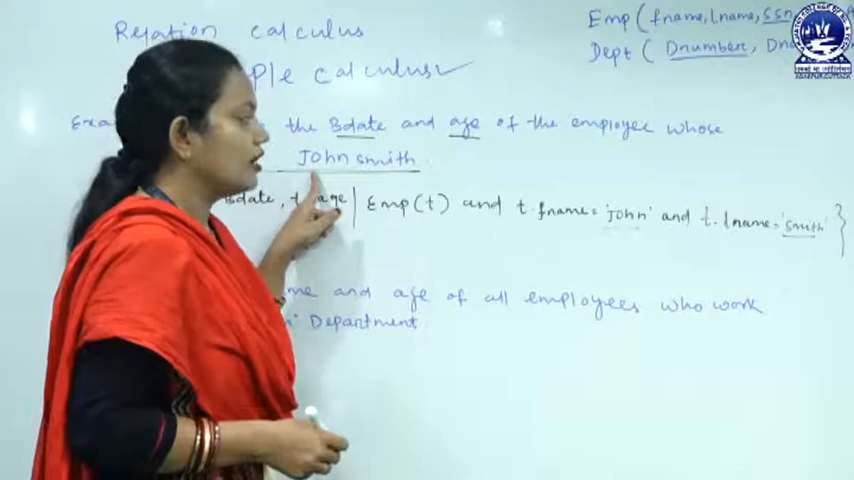 Relation calculus
Emp ( fname, lname, ssn
Dept ( Dnumber, Dn
ple calculus
Exa the Bdate and age of the employee whose
John smith
Bdate, t. age | Emp(t) and t.fname= 'john' and t.lname='smith' }
me and age of all employees who work
Department